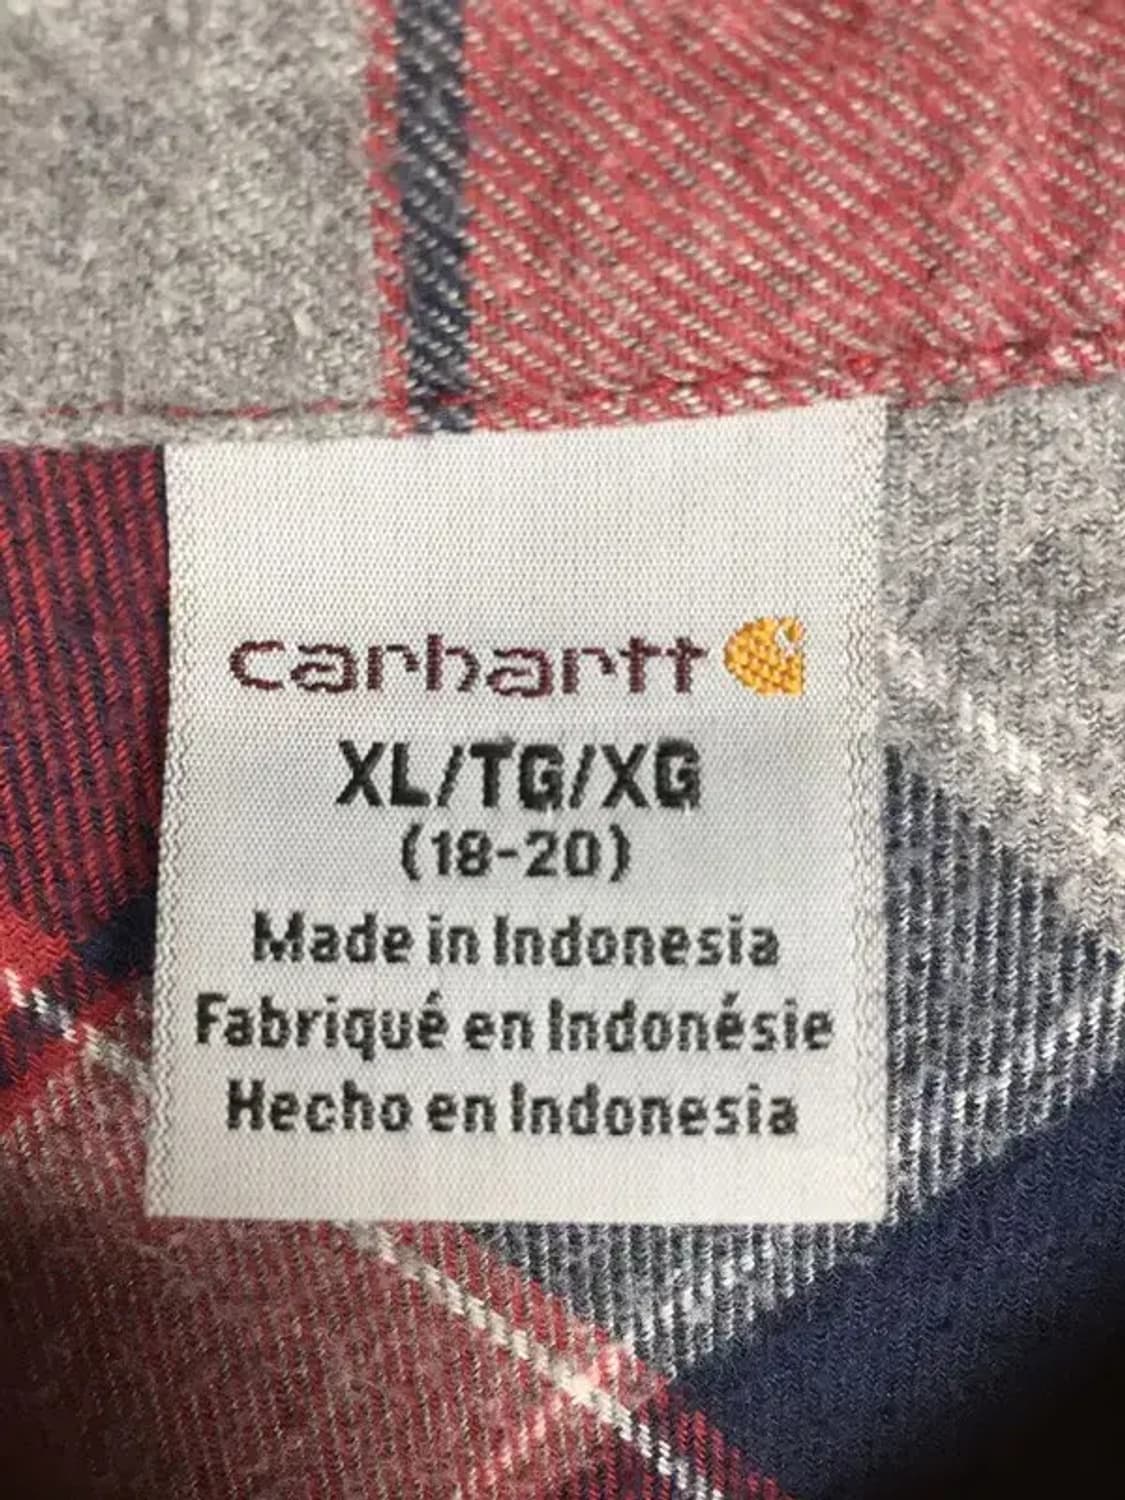 carhartt
XL/TG/XG
(18-20)
Made in Indonesia
Fabriqué en Indonésie
Hecho en Indonesia